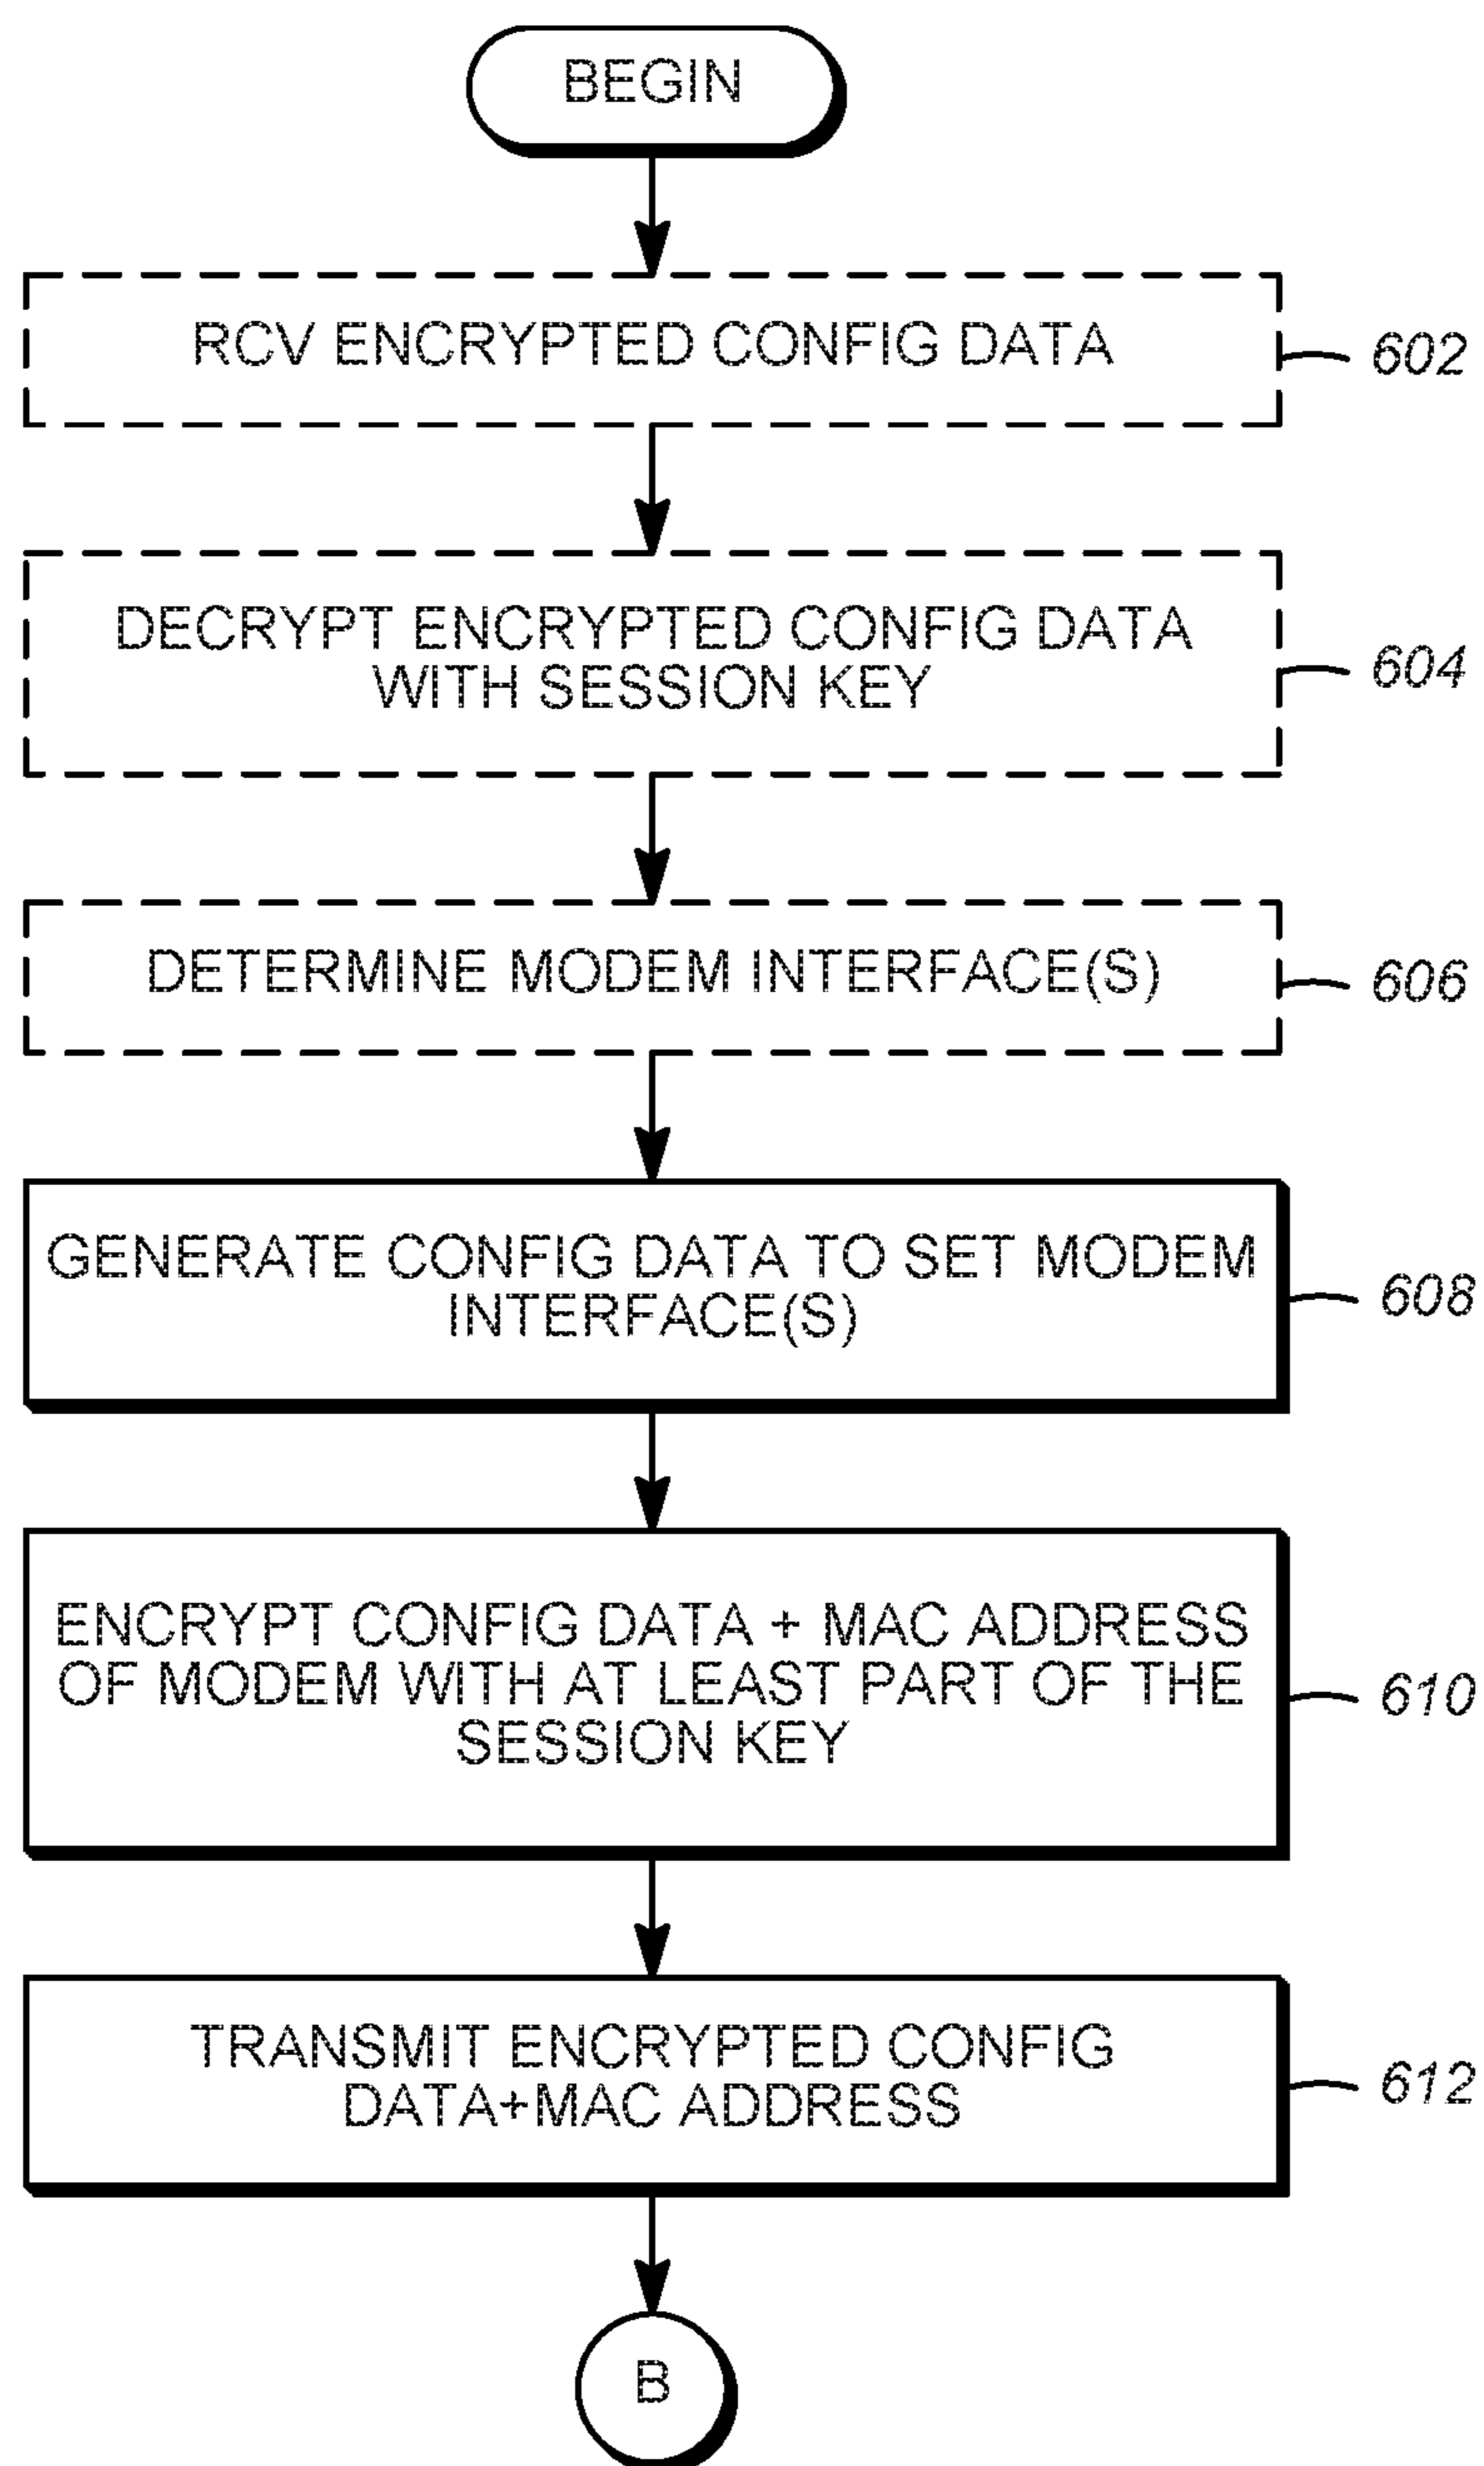 BEGIN
RCV ENCRYPTED CONFIG DATA
602
DECRYPT ENCRYPTED CONFIG DATA
WITH SESSION KEY
604
DETERMINE MODEM INTERFACE(S)
606
GENERATE CONFIG DATA TO SET MODEM
INTERFACE(S)
608
ENCRYPT CONFIG DATA + MAC ADDRESS
OF MODEM WITH AT LEAST PART OF THE
SESSION KEY
610
TRANSMIT ENCRYPTED CONFIG
DATA+MAC ADDRESS
612
B